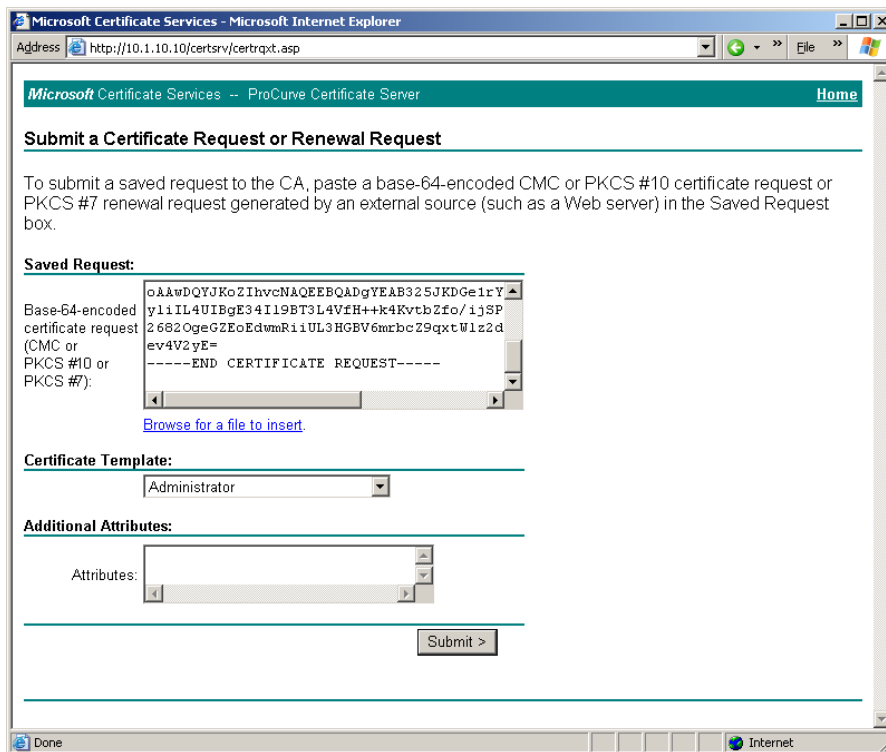 Microsoft Certificate Services - Microsoft Internet Explorer
Address http://10.1.10.10/certsrv/certrqxt.asp
» File »
Microsoft Certificate Services -- ProCurve Certificate Server Home
Submit a Certificate Request or Renewal Request
To submit a saved request to the CA, paste a base-64-encoded CMC or PKCS #10 certificate request or
PKCS #7 renewal request generated by an external source (such as a Web server) in the Saved Request
box.
Saved Request:
Base-64-encoded
certificate request
(CMC or
PKCS #10 or
PKCS #7):
oAAwDQYJKoZIhvcNAQEEBQADgYEAB325JKDGe1rY
yliIL4UIBgE34Il9BT3L4VfH++k4KvtbZfo/ijSP
2682OgeGZEoEdwmRiiUL3HGBV6mrbcZ9qxtWlz2d
ev4V2yE=
-----END CERTIFICATE REQUEST-----
Browse for a file to insert.
Certificate Template:
Administrator
Additional Attributes:
Attributes:
Submit >
Done
Internet